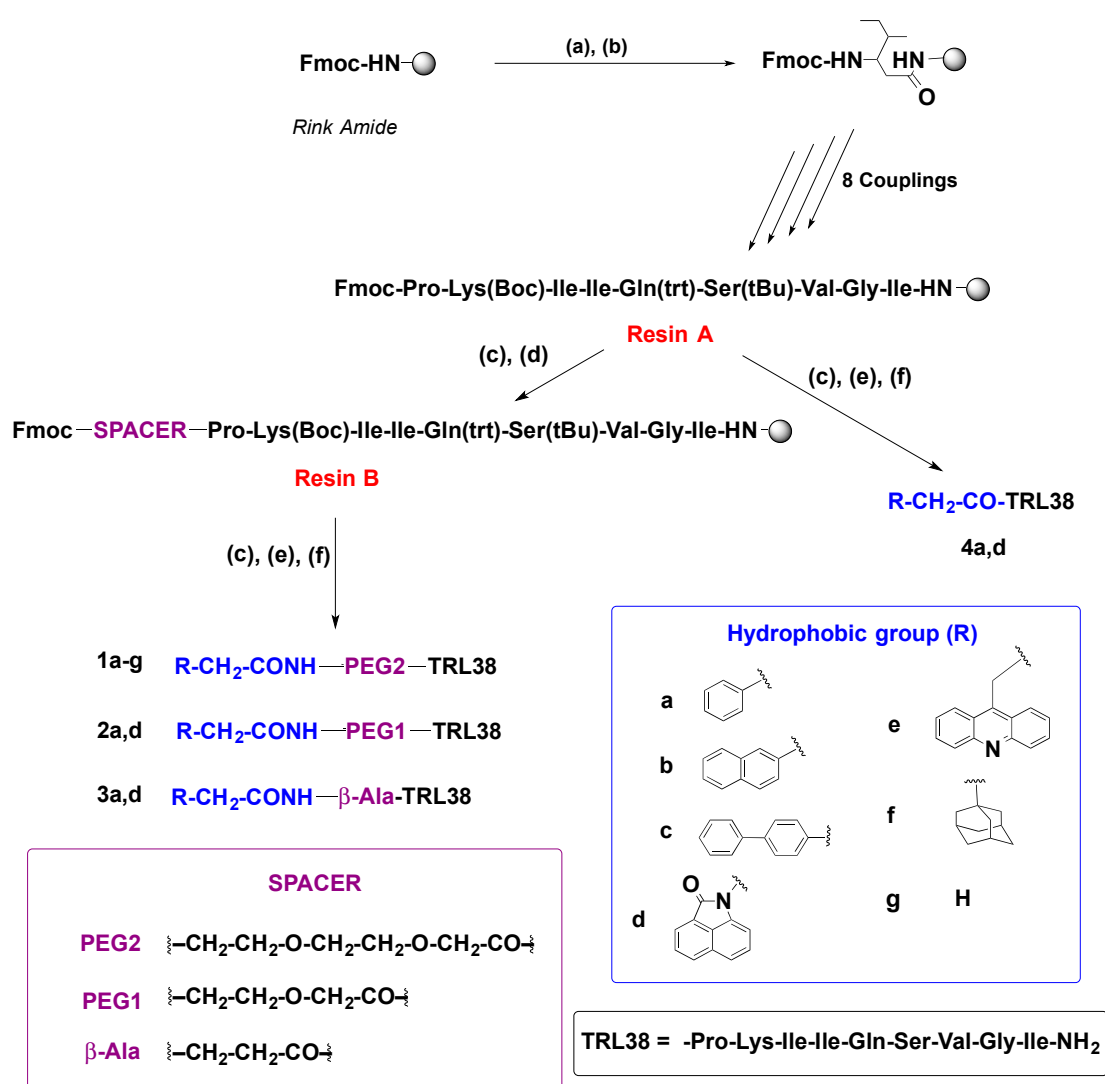 Fmoc-HN
Rink Amide
(a), (b)
Fmoc-HN HN
O
8 Couplings
Fmoc-Pro-Lys(Boc)-Ile-Ile-Gln(trt)-Ser(tBu)-Val-Gly-Ile-HN
Resin A
(c), (d)
(c), (e), (f)
Fmoc-SPACER-Pro-Lys(Boc)-Ile-Ile-Gln(trt)-Ser(tBu)-Val-Gly-Ile-HN
Resin B
R-CH₂-CO-TRL38
4a,d
(c), (e), (f)
1a-g R-CH₂-CONH-PEG2-TRL38
2a,d R-CH₂-CONH-PEG1-TRL38
3a,d R-CH₂-CONH-β-Ala-TRL38
Hydrophobic group (R)
a
b
c
d O N
e N
f
g H
SPACER
PEG2 -CH₂-CH₂-O-CH₂-CH₂-O-CH₂-CO-
PEG1 -CH₂-CH₂-O-CH₂-CO-
β-Ala -CH₂-CH₂-CO-
TRL38 = -Pro-Lys-Ile-Ile-Gln-Ser-Val-Gly-Ile-NH₂